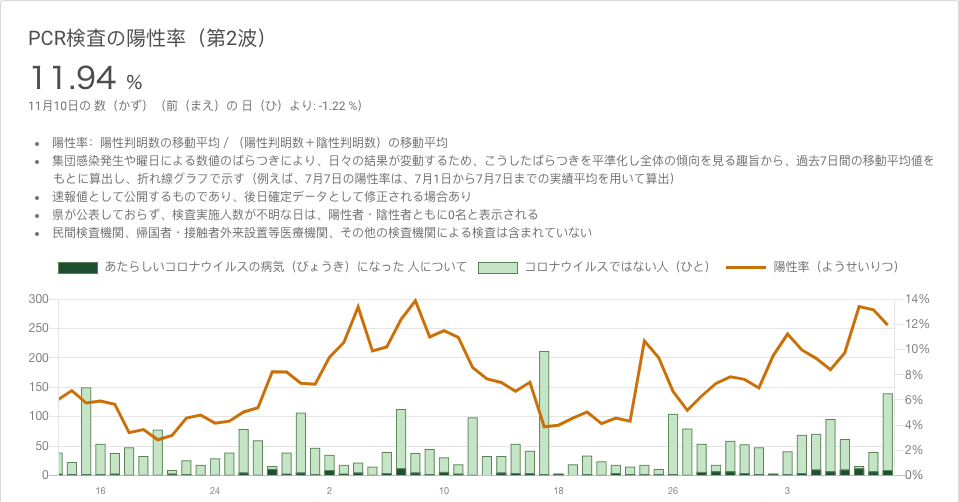 PCR検査の陽性率（第2波）
11.94 %
11月10日の 数（かず）（前（まえ）の 日（ひ）より: -1.22 %）
• 陽性率：陽性判明数の移動平均 / （陽性判明数＋陰性判明数）の移動平均
• 集団感染発生や曜日による数値のばらつきにより、日々の結果が変動するため、こうしたばらつきを平準化し全体の傾向を見る趣旨から、過去7日間の移動平均値を
もとに算出し、折れ線グラフで示す（例えば、7月7日の陽性率は、7月1日から7月7日までの実績平均を用いて算出）
• 速報値として公開するものであり、後日確定データとして修正される場合あり
• 県が公表しておらず、検査実施人数が不明な日は、陽性者・陰性者ともに0名と表示される
• 民間検査機関、帰国者・接触者外来設置等医療機関、その他の検査機関による検査は含まれていない
あたらしいコロナウイルスの病気（びょうき）になった 人について コロナウイルスではない人（ひと） 陽性率（ようせいりつ）
300 14%
250 12%
200 10%
150 8%
100 6%
50 4%
0 2%
0%
16 24 2 10 18 26 3